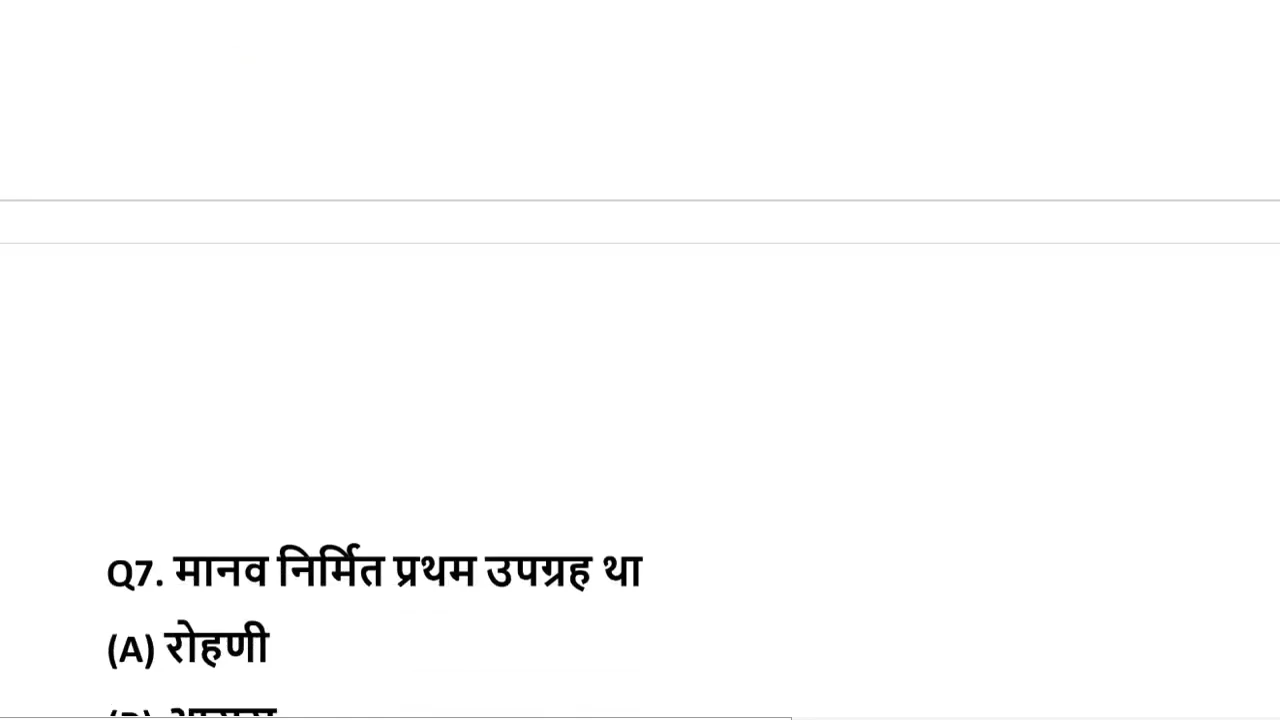 Q7. मानव निर्मित प्रथम उपग्रह था
(A) रोहणी